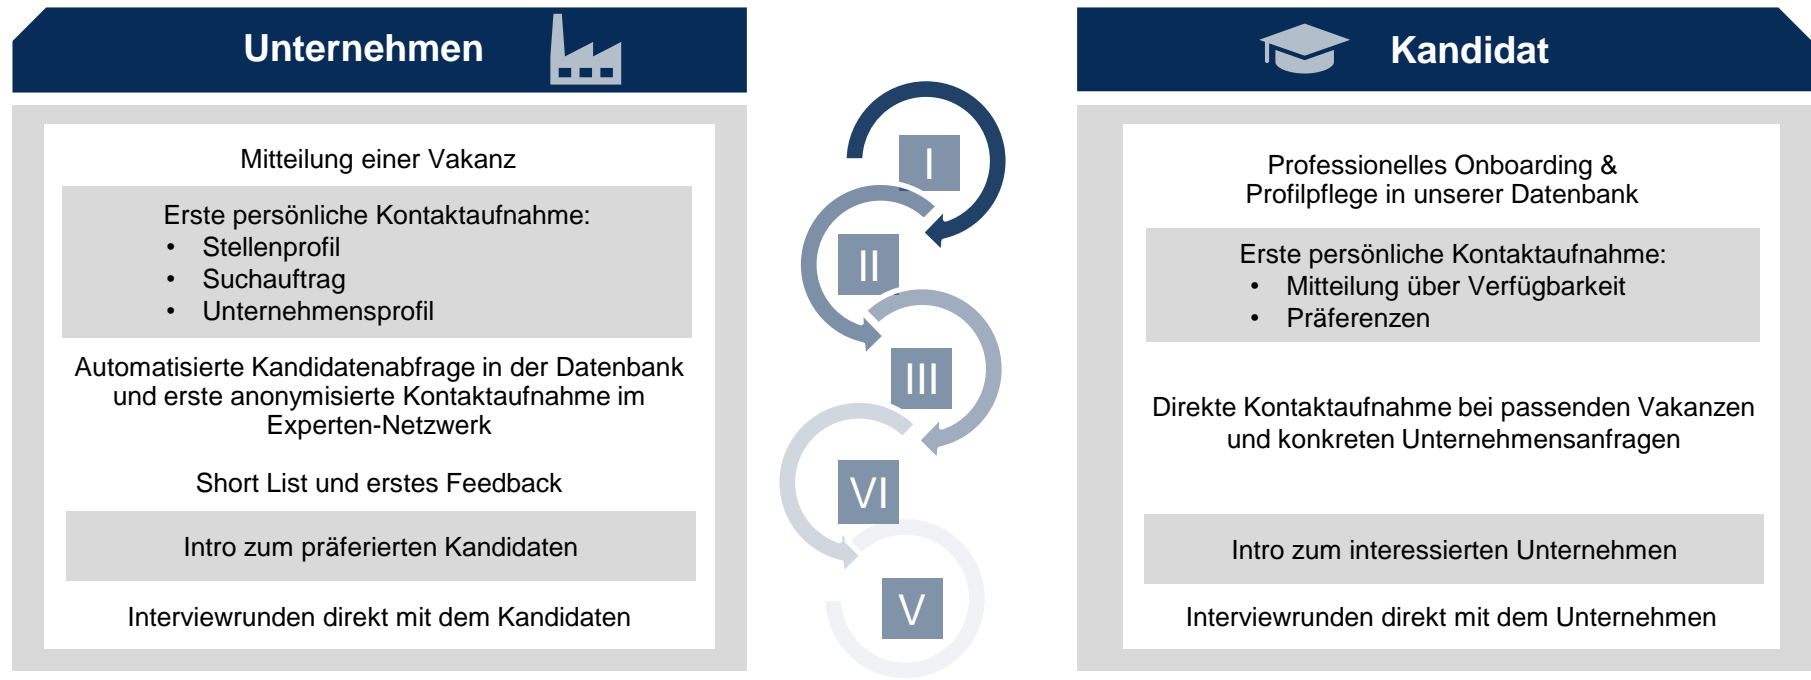 Unternehmen
Mitteilung einer Vakanz
Erste persönliche Kontaktaufnahme:
• Stellenprofil
• Suchauftrag
• Unternehmensprofil
Automatisierte Kandidatenabfrage in der Datenbank
und erste anonymisierte Kontaktaufnahme im
Experten-Netzwerk
Short List und erstes Feedback
Intro zum präferierten Kandidaten
Interviewrunden direkt mit dem Kandidaten
I
II
III
VI
V
Kandidat
Professionelles Onboarding &
Profilpflege in unserer Datenbank
Erste persönliche Kontaktaufnahme:
• Mitteilung über Verfügbarkeit
• Präferenzen
Direkte Kontaktaufnahme bei passenden Vakanzen
und konkreten Unternehmensanfragen
Intro zum interessierten Unternehmen
Interviewrunden direkt mit dem Unternehmen